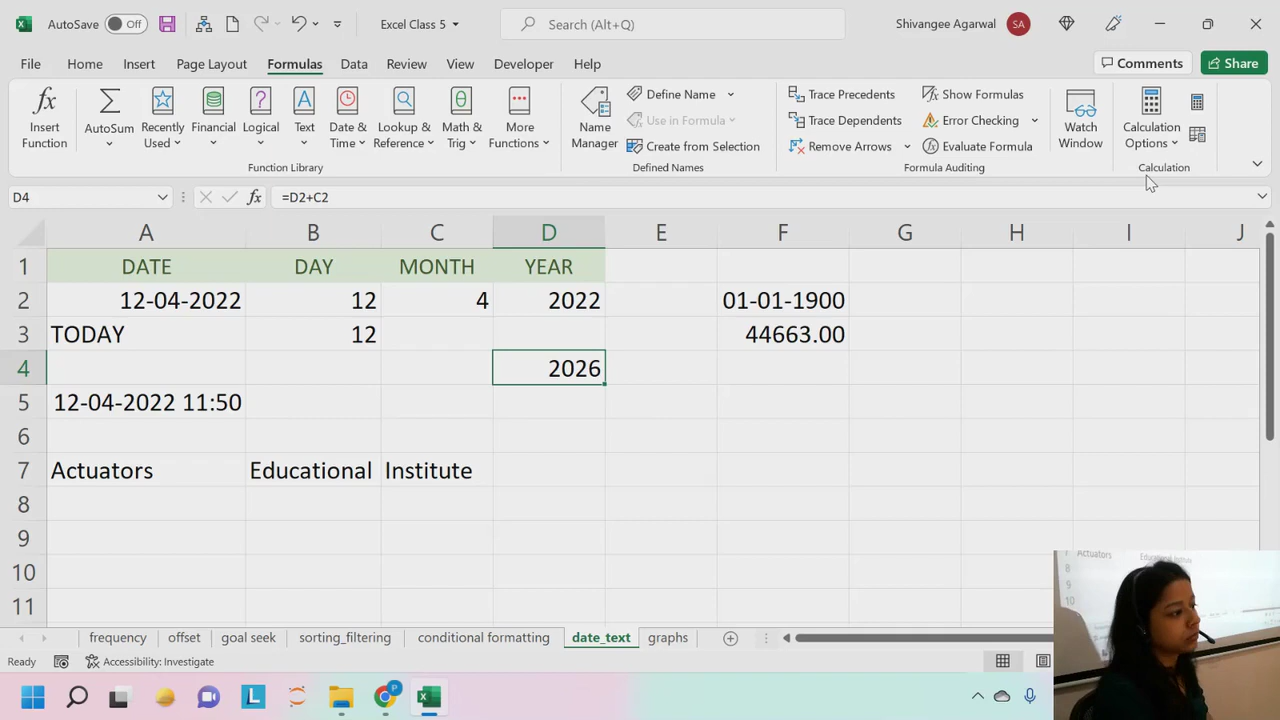 AutoSave Off Excel Class 5 Search (Alt+Q) Shivangee Agarwal SA
File Home Insert Page Layout Formulas Data Review View Developer Help Comments Share
fx Insert Function
Σ AutoSum
Recently Used
Financial
Logical
Text
Date & Time
Lookup & Reference
Math & Trig
More Functions
Function Library
Name Manager
Define Name
Use in Formula
Create from Selection
Defined Names
Trace Precedents
Trace Dependents
Remove Arrows
Show Formulas
Error Checking
Evaluate Formula
Formula Auditing
Watch Window
Calculation Options
Calculation
D4 fx =D2+C2
A B C D E F G H I J
1 DATE DAY MONTH YEAR
2 12-04-2022 12 4 2022 01-01-1900
3 TODAY 12 44663.00
4 2026
5 12-04-2022 11:50
6
7 Actuators Educational Institute
8
9
10
11
frequency offset goal seek sorting_filtering conditional formatting date_text graphs
Ready Accessibility: Investigate